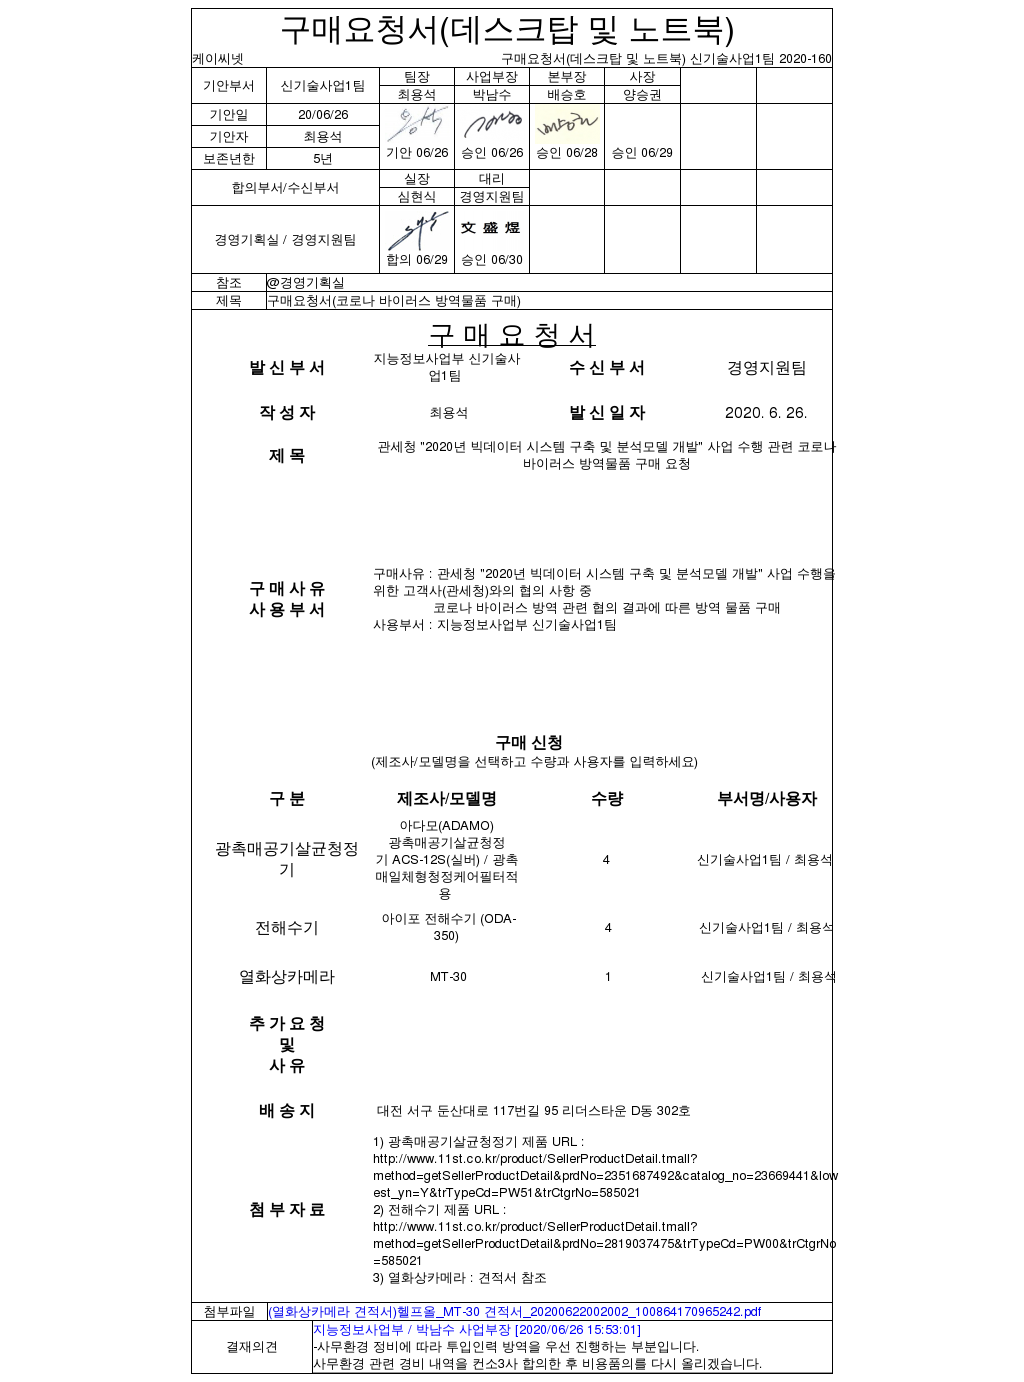 구매요청서(데스크탑 및 노트북)
케이씨넷 구매요청서(데스크탑 및 노트북) 신기술사업1팀 2020-160
기안부서 신기술사업1팀 팀장 사업부장 본부장 사장
최용석 박남수 배승호 양승권
기안일 20/06/26
기안자 최용석
보존년한 5년
기안 06/26 승인 06/26 승인 06/28 승인 06/29
합의부서/수신부서 실장 대리
심현식 경영지원팀
경영기획실 / 경영지원팀 文 盛 煜
합의 06/29 승인 06/30
참조 @경영기획실
제목 구매요청서(코로나 바이러스 방역물품 구매)
구 매 요 청 서
발 신 부 서 지능정보사업부 신기술사 수 신 부 서 경영지원팀
업1팀
작 성 자 최용석 발 신 일 자 2020. 6. 26.
제 목 관세청 "2020년 빅데이터 시스템 구축 및 분석모델 개발" 사업 수행 관련 코로나
바이러스 방역물품 구매 요청
구매사유 : 관세청 "2020년 빅데이터 시스템 구축 및 분석모델 개발" 사업 수행을
구 매 사 유 위한 고객사(관세청)와의 협의 사항 중
사 용 부 서 코로나 바이러스 방역 관련 협의 결과에 따른 방역 물품 구매
사용부서 : 지능정보사업부 신기술사업1팀
구매 신청
(제조사/모델명을 선택하고 수량과 사용자를 입력하세요)
구 분 제조사/모델명 수량 부서명/사용자
아다모(ADAMO)
광촉매공기살균청정
광촉매공기살균청정 기 ACS-12S(실버) / 광촉 4 신기술사업1팀 / 최용석
기 매일체형청정케어필터적
용
전해수기 아이포 전해수기 (ODA- 4 신기술사업1팀 / 최용석
350)
열화상카메라 MT-30 1 신기술사업1팀 / 최용석
추 가 요 청
및
사 유
배 송 지 대전 서구 둔산대로 117번길 95 리더스타운 D동 302호
1) 광촉매공기살균청정기 제품 URL :
http://www.11st.co.kr/product/SellerProductDetail.tmall?
method=getSellerProductDetail&prdNo=2351687492&catalog_no=23669441&low
est_yn=Y&trTypeCd=PW51&trCtgrNo=585021
첨 부 자 료 2) 전해수기 제품 URL :
http://www.11st.co.kr/product/SellerProductDetail.tmall?
method=getSellerProductDetail&prdNo=2819037475&trTypeCd=PW00&trCtgrNo
=585021
3) 열화상카메라 : 견적서 참조
첨부파일 (열화상카메라 견적서)헬프올_MT-30 견적서_20200622002002_100864170965242.pdf
지능정보사업부 / 박남수 사업부장 [2020/06/26 15:53:01]
결재의견 -사무환경 정비에 따라 투입인력 방역을 우선 진행하는 부분입니다.
사무환경 관련 경비 내역을 컨소3사 합의한 후 비용품의를 다시 올리겠습니다.